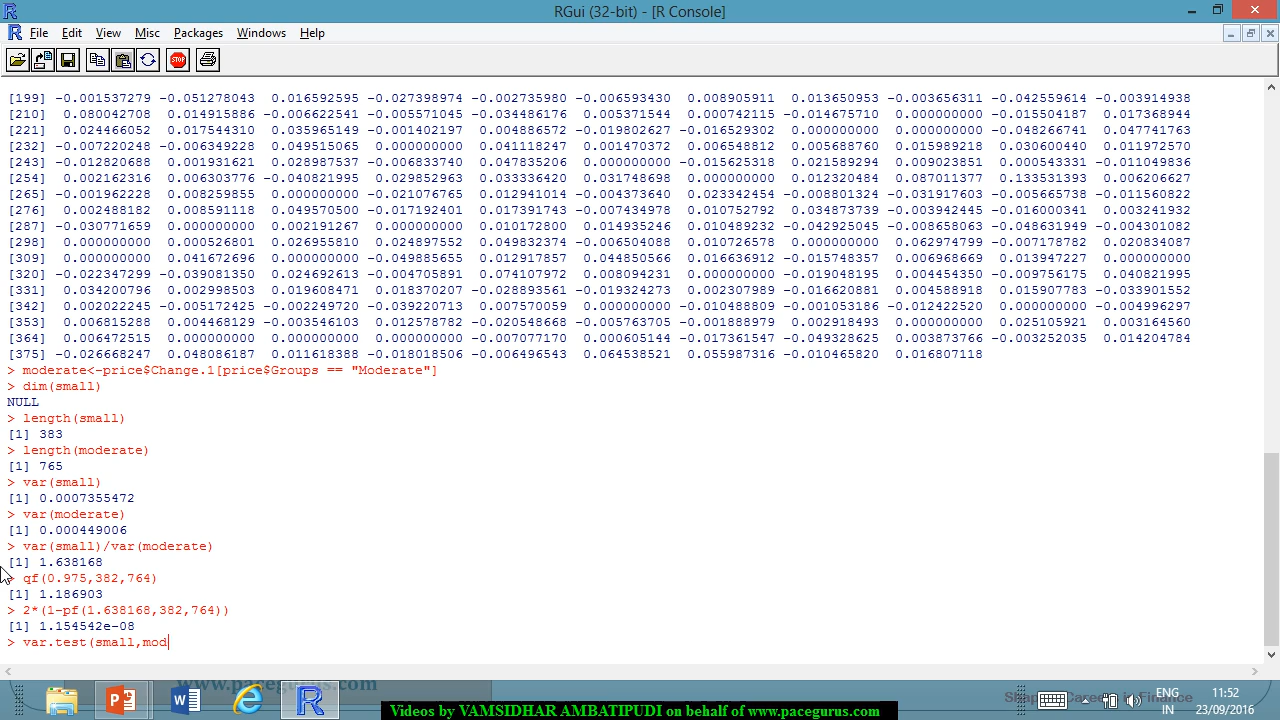 RGui (32-bit) - [R Console]
File Edit View Misc Packages Windows Help
STOP
[199] -0.001537279 -0.051278043 0.016592595 -0.027398974 -0.002735980 -0.006593430 0.008905911 0.013650953 -0.003656311 -0.042559614 -0.003914938
[210] 0.080042708 0.014915886 -0.006622541 -0.005571045 -0.034486176 0.005371544 0.000742115 -0.014675710 0.000000000 -0.015504187 0.017368944
[221] 0.024466052 0.017544310 0.035965149 -0.001402197 0.004886572 -0.019802627 -0.016529302 0.000000000 0.000000000 -0.048266741 0.047741763
[232] -0.007220248 -0.006349228 0.049515065 0.000000000 0.041118247 0.001470372 0.006548812 0.005688760 0.015989218 0.030600440 0.011972570
[243] -0.012820688 0.001931621 0.028987537 -0.006833740 0.047835206 0.000000000 -0.015625318 0.021589294 0.009023851 0.000543331 -0.011049836
[254] 0.002162316 0.006303776 -0.040821995 0.029852963 0.033336420 0.031748698 0.000000000 0.012320484 0.087011377 0.133531393 0.006206627
[265] -0.001962228 0.008259855 0.000000000 -0.021076765 0.012941014 -0.004373640 0.023342454 -0.008801324 -0.031917603 -0.005665738 -0.011560822
[276] 0.002488182 0.008591118 0.049570500 -0.017192401 0.017391743 -0.007434978 0.010752792 0.034873739 -0.003942445 -0.016000341 0.003241932
[287] -0.030771659 0.000000000 0.002191267 0.000000000 0.010172800 0.014935246 0.010489232 -0.042925045 -0.008658063 -0.048631949 -0.004301082
[298] 0.000000000 0.000526801 0.026955810 0.024897552 0.049832374 -0.006504088 0.010726578 0.000000000 0.062974799 -0.007178782 0.020834087
[309] 0.000000000 0.041672696 0.000000000 -0.049885655 0.012917857 0.044850566 0.016636912 -0.015748357 0.006968669 0.013947227 0.000000000
[320] -0.022347299 -0.039081350 0.024692613 -0.004705891 0.074107972 0.008094231 0.000000000 -0.019048195 0.004454350 -0.009756175 0.040821995
[331] 0.034200796 0.002998503 0.019608471 0.018370207 -0.028893561 -0.019324273 0.002307989 -0.016620881 0.004588918 0.015907783 -0.033901552
[342] 0.002022245 -0.005172425 -0.002249720 -0.039220713 0.007570059 0.000000000 -0.010488809 -0.001053186 -0.012422520 0.000000000 -0.004996297
[353] 0.006815288 0.004468129 -0.003546103 0.012578782 -0.020548668 -0.005763705 -0.001888979 0.002918493 0.000000000 0.025105921 0.003164560
[364] 0.006472515 0.000000000 0.000000000 0.000000000 -0.007077170 0.000605144 -0.017361547 -0.049328625 0.003873766 -0.003252035 0.014204784
[375] -0.026668247 0.048086187 0.011618388 -0.018018506 -0.006496543 0.064538521 0.055987316 -0.010465820 0.016807118
> moderate<-price$Change.1[price$Groups == "Moderate"]
> dim(small)
NULL
> length(small)
[1] 383
> length(moderate)
[1] 765
> var(small)
[1] 0.0007355472
> var(moderate)
[1] 0.000449006
> var(small)/var(moderate)
[1] 1.638168
> qf(0.975,382,764)
[1] 1.186903
> 2*(1-pf(1.638168,382,764))
[1] 1.154542e-08
> var.test(small,mod
www.pacegurus.com
ENG
IN
11:52
23/09/2016
Videos by VAMSIDHAR AMBATIPUDI on behalf of www.pacegurus.com